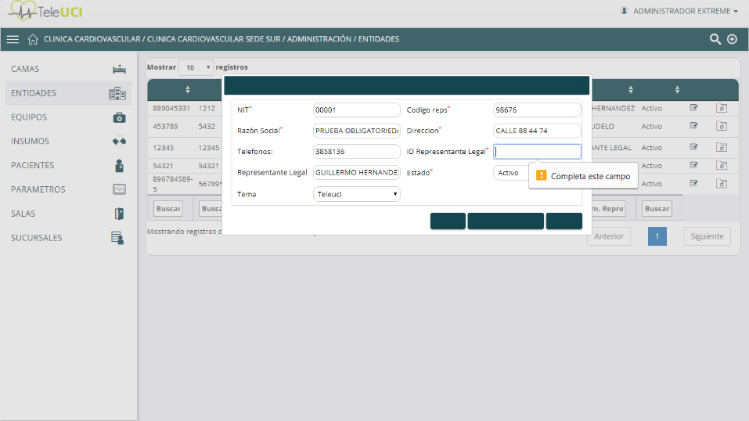 TeleUCI
ADMINISTRADOR EXTREME
CLINICA CARDIOVASCULAR / CLINICA CARDIOVASCULAR SEDE SUR / ADMINISTRACIÓN / ENTIDADES
CAMAS
ENTIDADES
EQUIPOS
INSUMOS
PACIENTES
PARAMETROS
SALAS
SUCURSALES
Mostrar 10 registros
889045331 1212 HERNANDEZ Activo
453789 5432 UDELO Activo
12345 12345 ANTE LEGAL Activo
54321 54321 Activo
896784589-5 567895 Activo
Buscar Busca m. Repre Buscar
Mostrando registros
Anterior 1 Siguiente
NIT* 00001 Codigo reps* 98676
Razón Social* PRUEBA OBLIGATORIEDA Direccion* CALLE 88 44 74
Telefonos: 3858136 ID Representante Legal*
Representante Legal GUILLERMO HERNANDE Estado* Activo
Tema Teleuci
Completa este campo